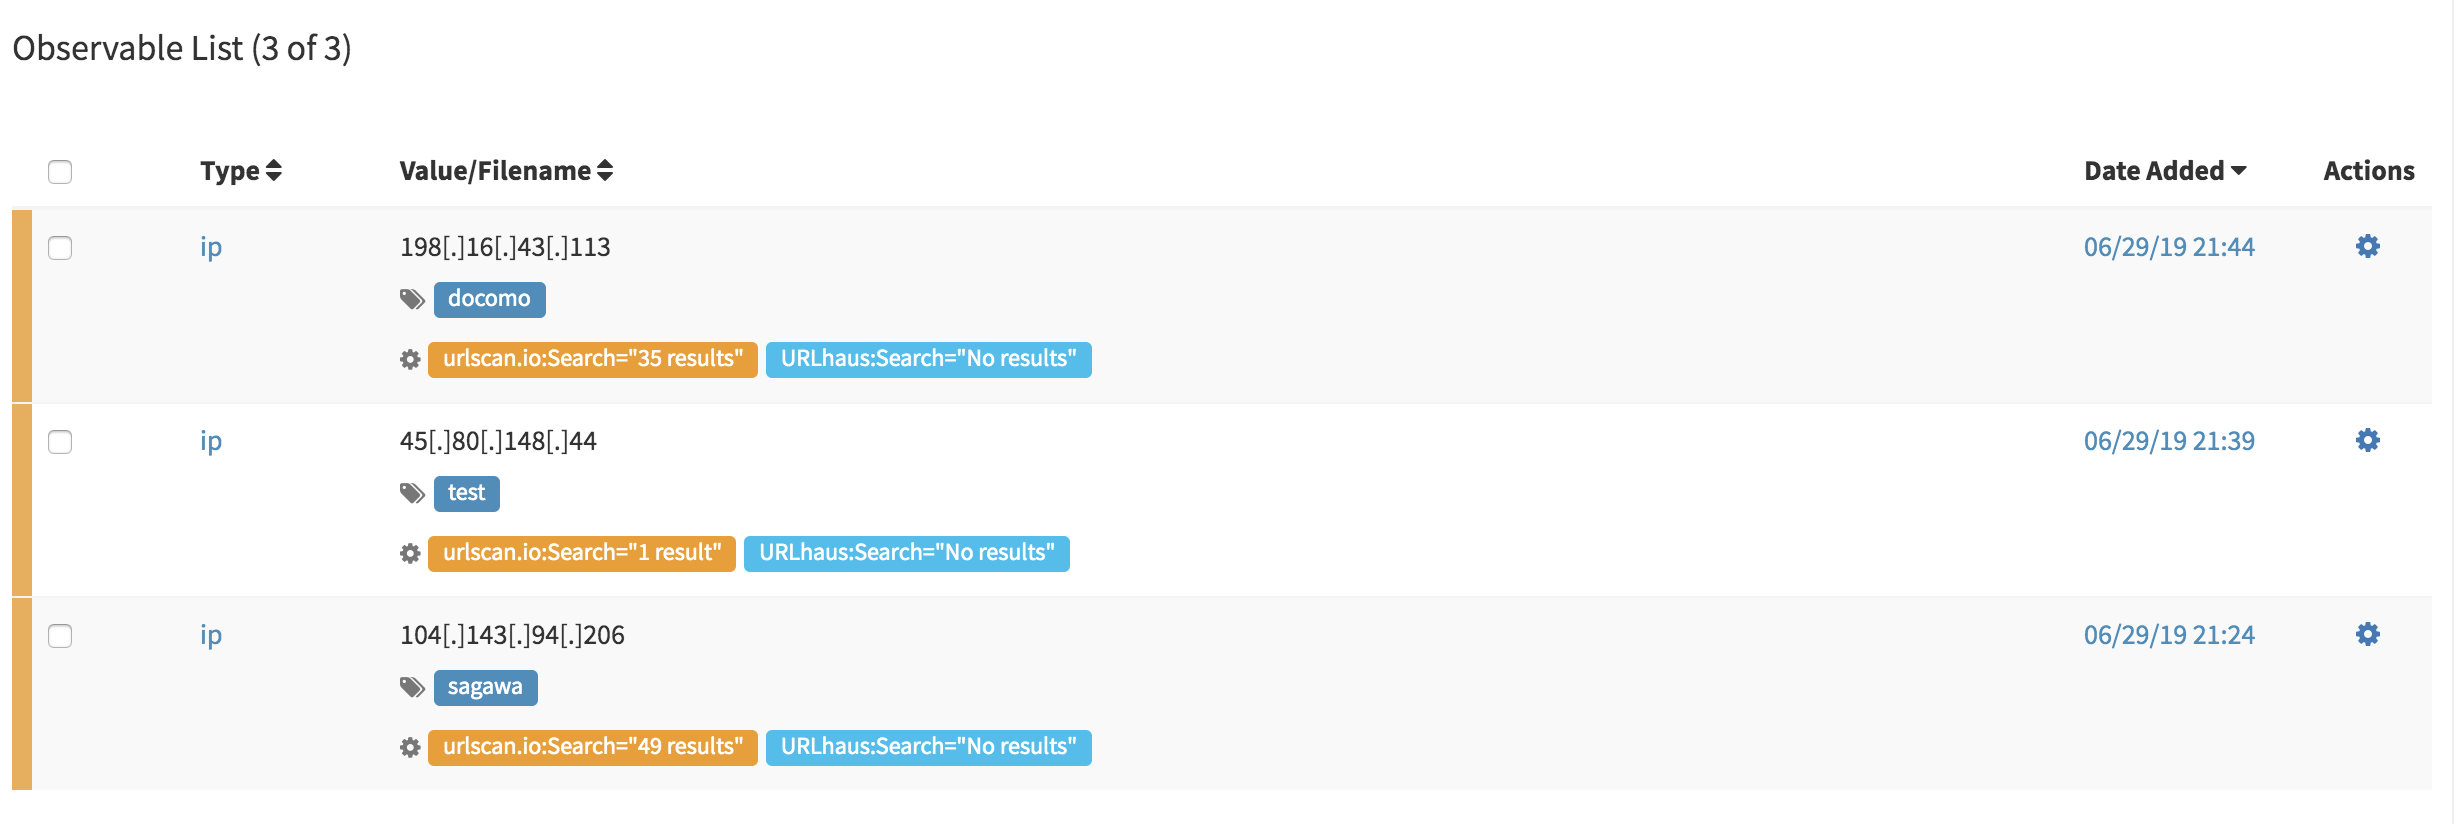 Observable List (3 of 3)
Type Value/Filename Date Added Actions
ip 198[.]16[.]43[.]113 06/29/19 21:44
docomo
urlscan.io:Search="35 results" URLhaus:Search="No results"
ip 45[.]80[.]148[.]44 06/29/19 21:39
test
urlscan.io:Search="1 result" URLhaus:Search="No results"
ip 104[.]143[.]94[.]206 06/29/19 21:24
sagawa
urlscan.io:Search="49 results" URLhaus:Search="No results"